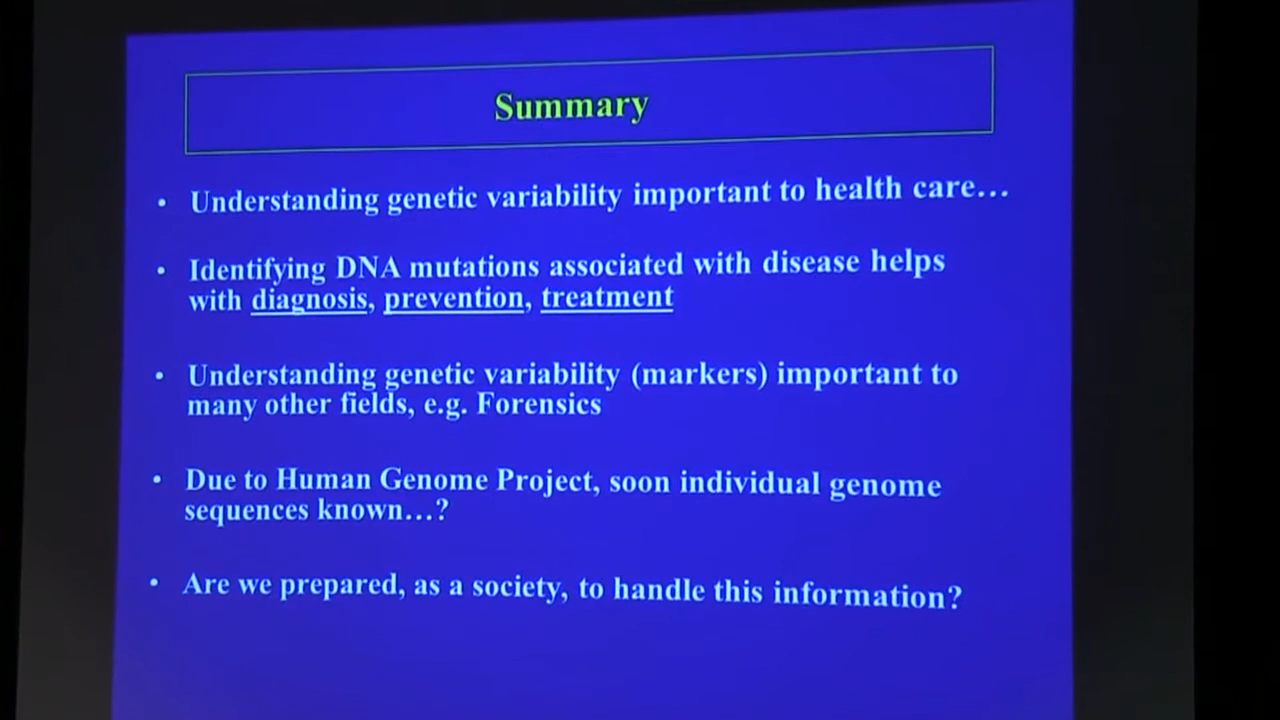 Summary
• Understanding genetic variability important to health care...
• Identifying DNA mutations associated with disease helps
with diagnosis, prevention, treatment
• Understanding genetic variability (markers) important to
many other fields, e.g. Forensics
• Due to Human Genome Project, soon individual genome
sequences known...?
• Are we prepared, as a society, to handle this information?